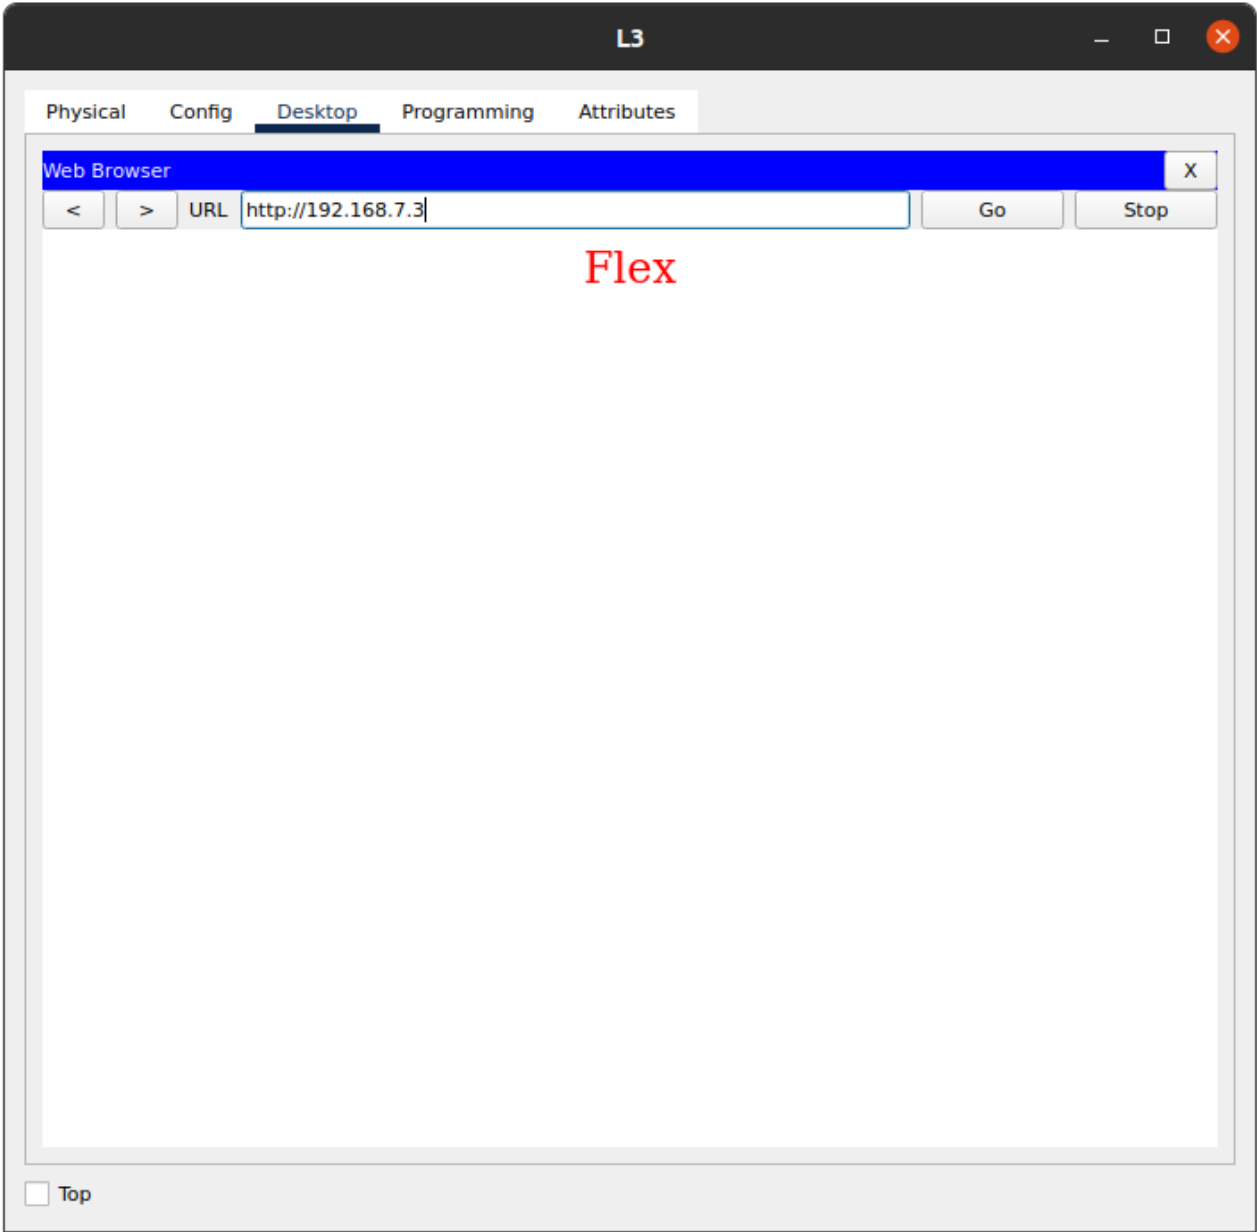 L3
Physical Config Desktop Programming Attributes
Web Browser X
< > URL http://192.168.7.3 Go Stop
Flex
Top